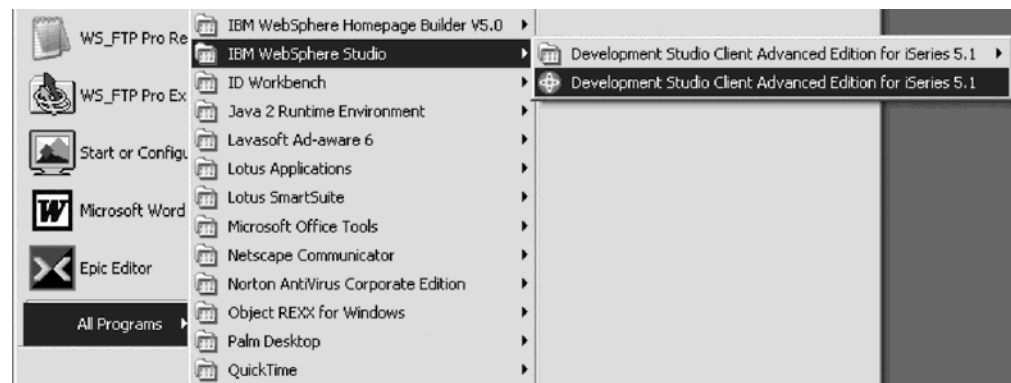 WS_FTP Pro Re
WS_FTP Pro Ex
Start or Configu
Microsoft Word
Epic Editor
All Programs
IBM WebSphere Homepage Builder V5.0
IBM WebSphere Studio
ID Workbench
Java 2 Runtime Environment
Lavasoft Ad-aware 6
Lotus Applications
Lotus SmartSuite
Microsoft Office Tools
Netscape Communicator
Norton AntiVirus Corporate Edition
Object REXX for Windows
Palm Desktop
QuickTime
Development Studio Client Advanced Edition for iSeries 5.1
Development Studio Client Advanced Edition for iSeries 5.1